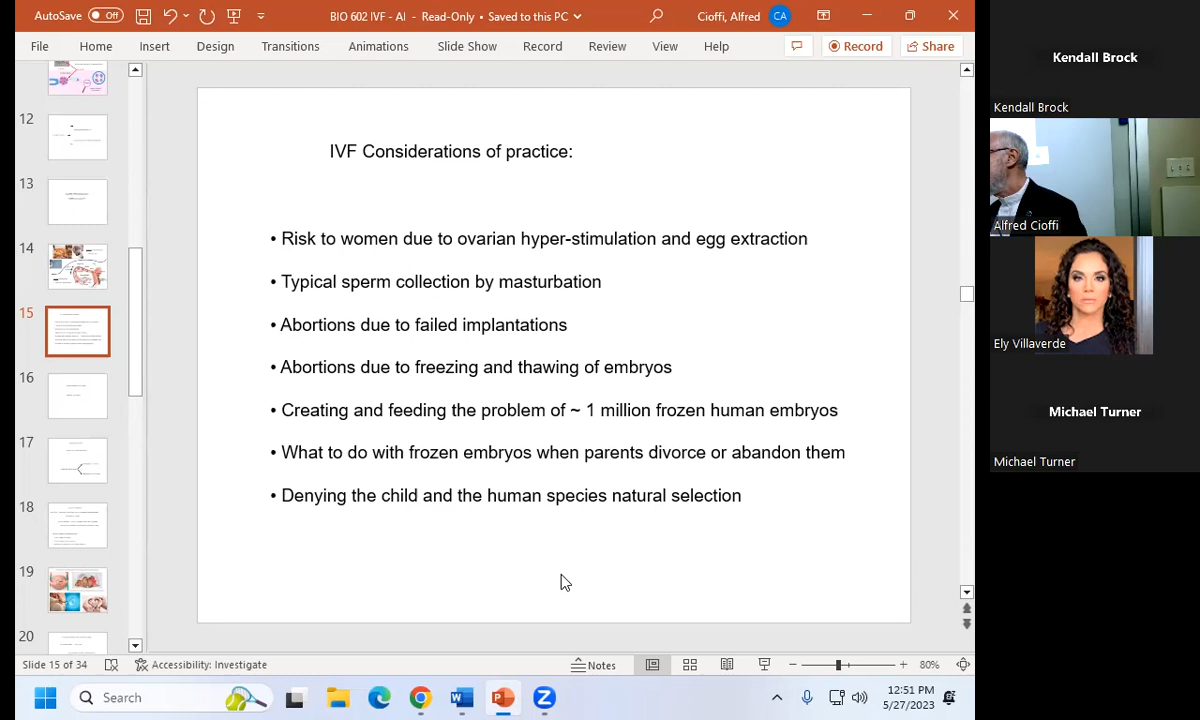 AutoSave Off
BIO 602 IVF - AI - Read-Only • Saved to this PC
Cioffi, Alfred CA
File Home Insert Design Transitions Animations Slide Show Record Review View Help Record Share
12
13
14
15
16
17
18
19
20
IVF Considerations of practice:
• Risk to women due to ovarian hyper-stimulation and egg extraction
• Typical sperm collection by masturbation
• Abortions due to failed implantations
• Abortions due to freezing and thawing of embryos
• Creating and feeding the problem of ~ 1 million frozen human embryos
• What to do with frozen embryos when parents divorce or abandon them
• Denying the child and the human species natural selection
Kendall Brock
Kendall Brock
Alfred Cioffi
Ely Villaverde
Michael Turner
Michael Turner
Slide 15 of 34 Accessibility: Investigate Notes 80%
Search
12:51 PM
5/27/2023